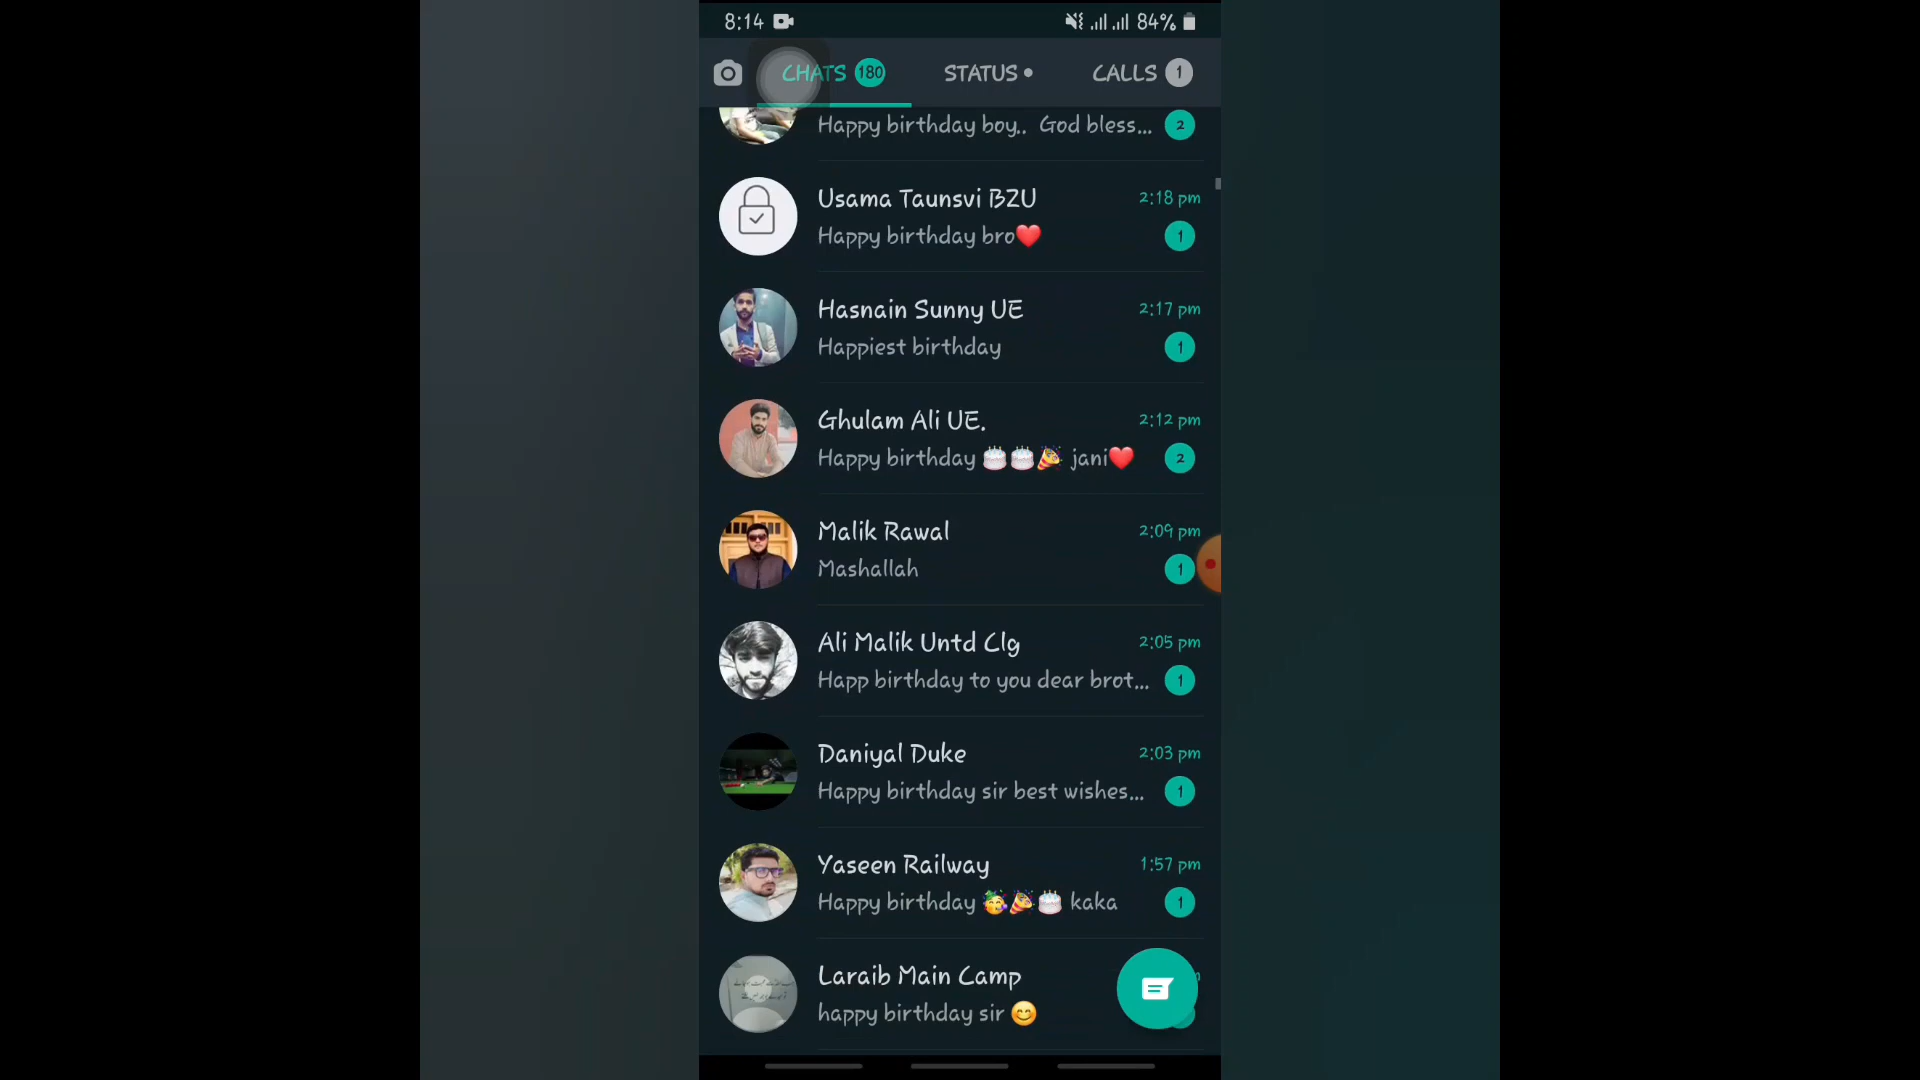 8:14 84%
CHATS 180 STATUS • CALLS 1
Happy birthday boy.. God bless... 2
Usama Taunsvi BZU 2:18 pm
Happy birthday bro❤️ 1
Hasnain Sunny UE 2:17 pm
Happiest birthday 1
Ghulam Ali UE. 2:12 pm
Happy birthday 🎂🎂🎉 jani❤️ 2
Malik Rawal 2:09 pm
Mashallah 1
Ali Malik Untd Clg 2:05 pm
Happ birthday to you dear brot... 1
Daniyal Duke 2:03 pm
Happy birthday sir best wishes... 1
Yaseen Railway 1:57 pm
Happy birthday 🥳🎉🎂 kaka 1
Laraib Main Camp
happy birthday sir 😊